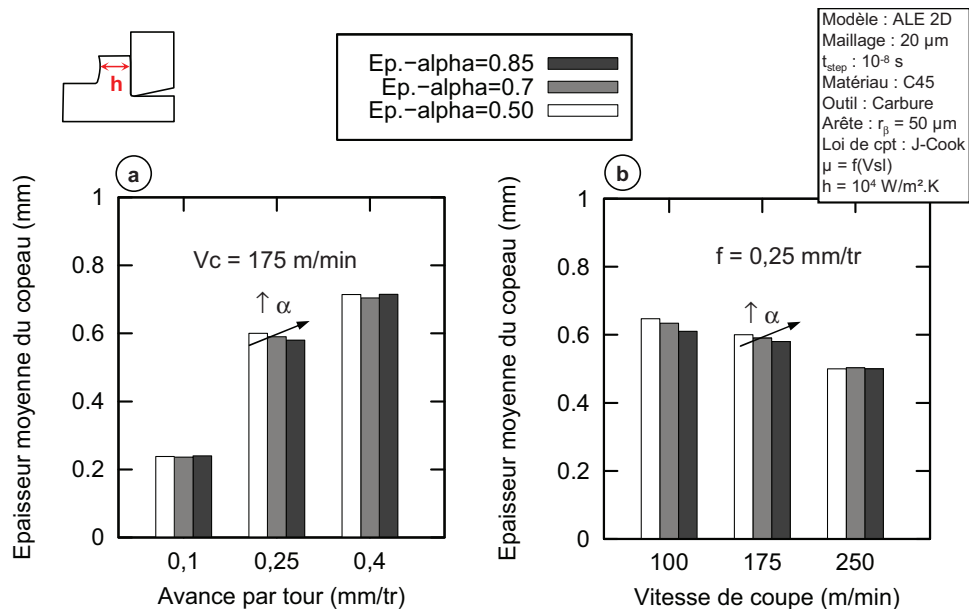 h
Ep.−alpha=0.85
Ep.−alpha=0.7
Ep.−alpha=0.50
Modèle : ALE 2D
Maillage : 20 µm
tstep : 10⁻⁸ s
Matériau : C45
Outil : Carbure
Arête : rβ = 50 µm
Loi de cpt : J-Cook
µ = f(Vsl)
h = 10⁴ W/m².K
a
Epaisseur moyenne du copeau (mm)
1
0.8
0.6
0.4
0.2
0
Vc = 175 m/min
↑ α
0,1 0,25 0,4
Avance par tour (mm/tr)
b
Epaisseur moyenne du copeau (mm)
1
0.8
0.6
0.4
0.2
0
f = 0,25 mm/tr
↑ α
100 175 250
Vitesse de coupe (m/min)